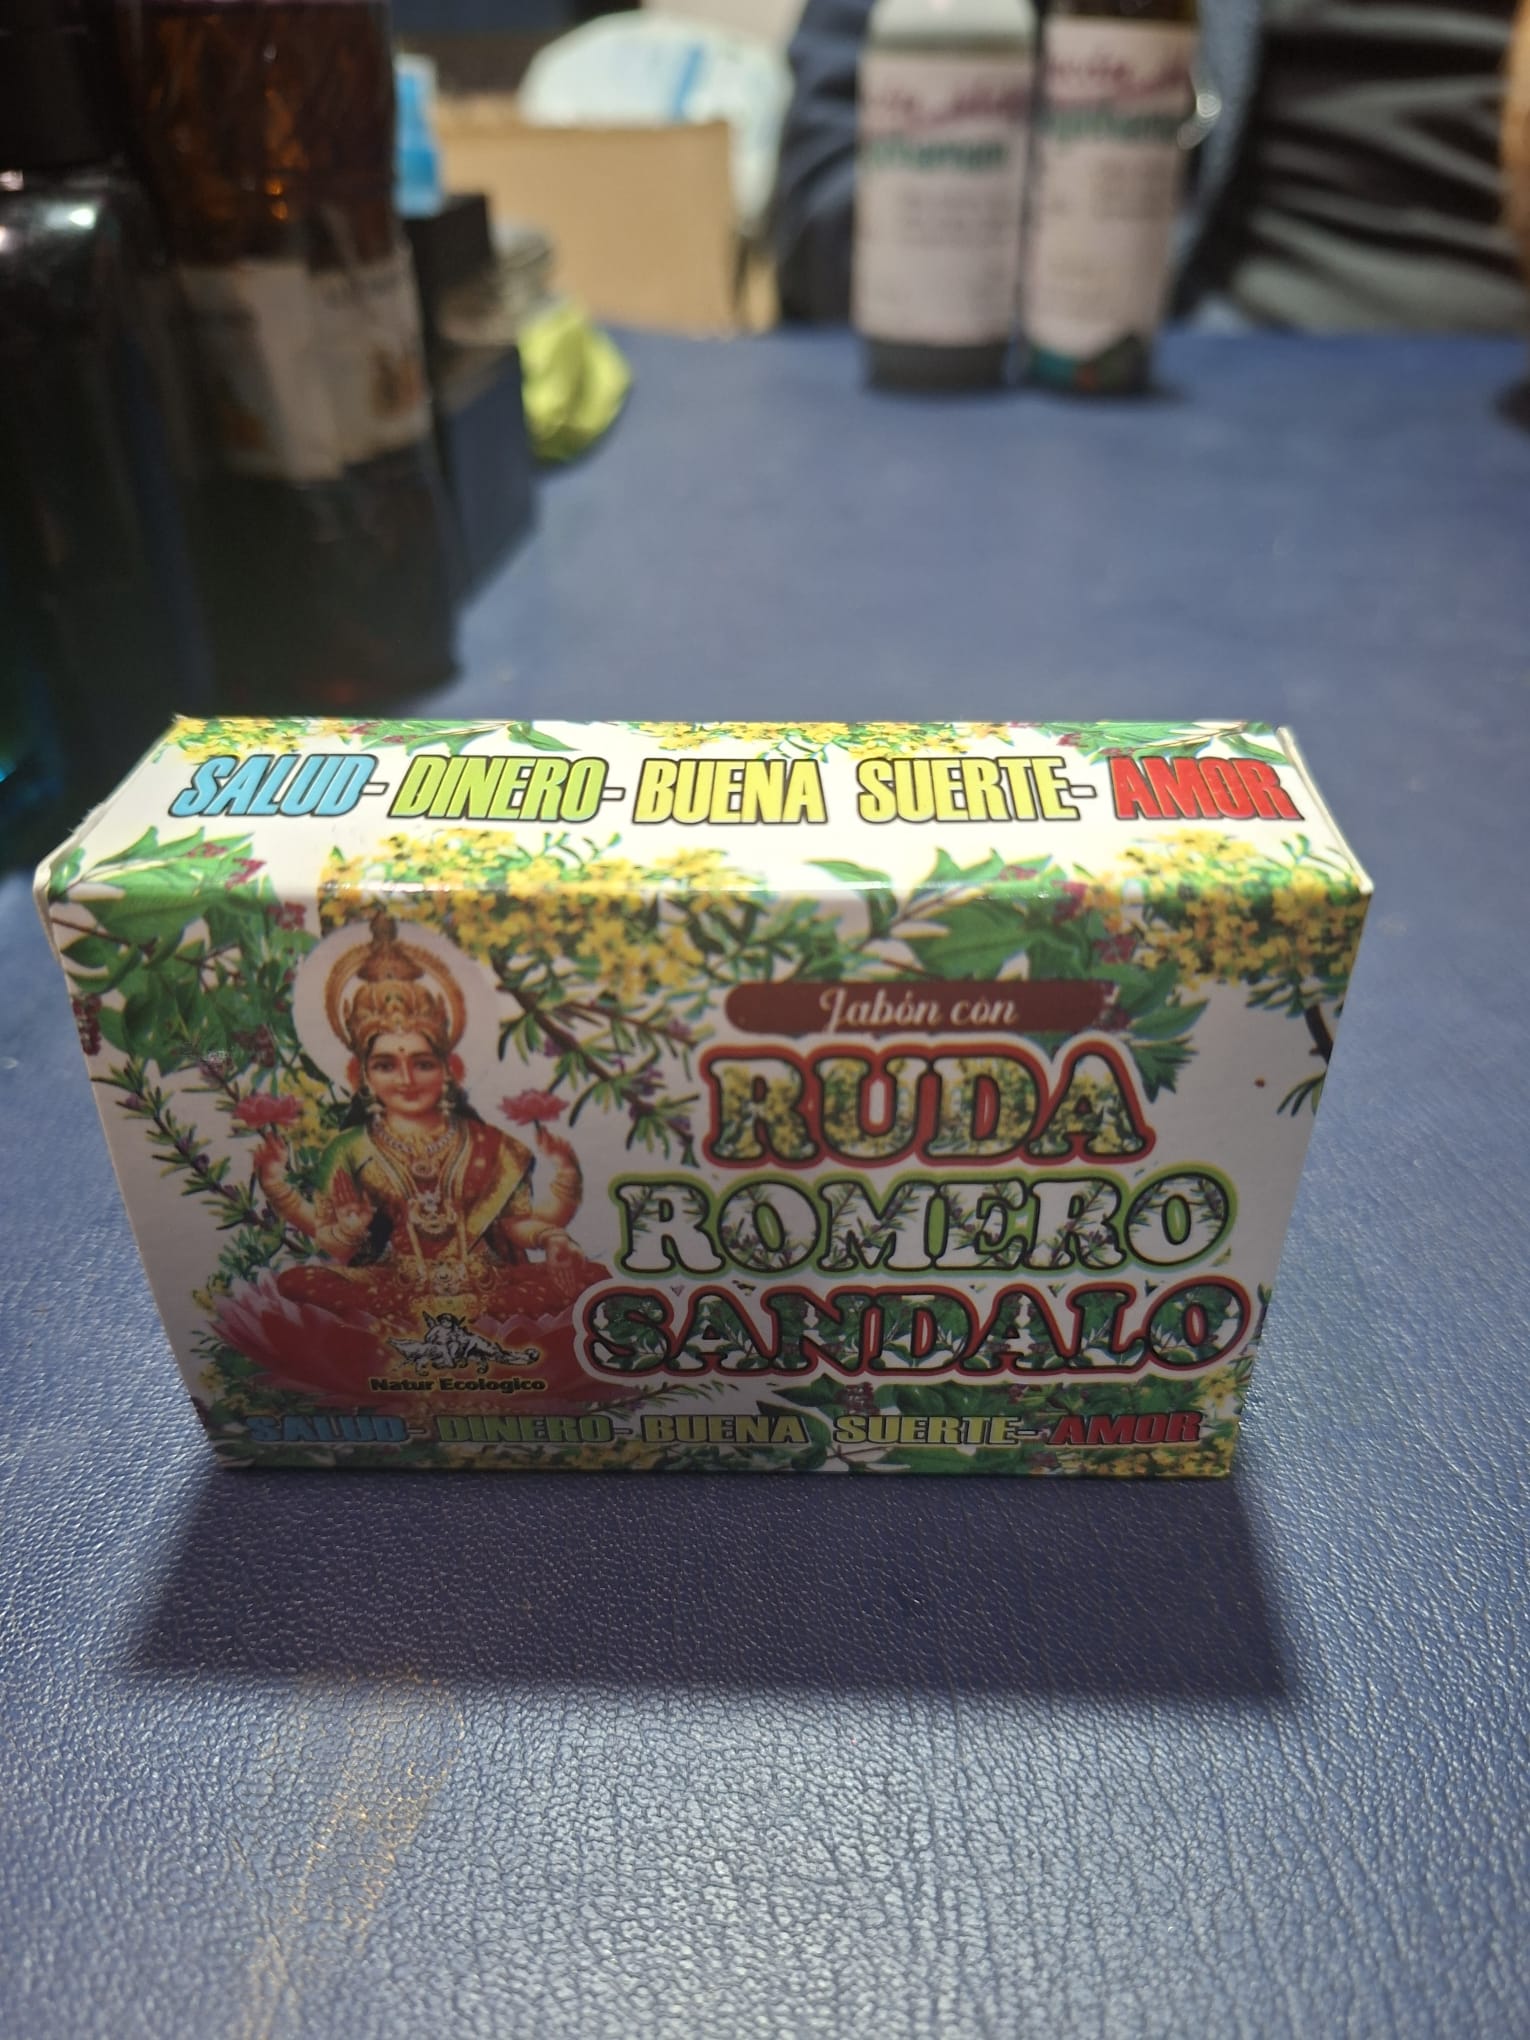 SALUD- DINERO- BUENA SUERTE- AMOR
Jabón con
RUDA
ROMERO
SANDALO
Natur Ecologico
SALUD- DINERO- BUENA SUERTE- AMOR